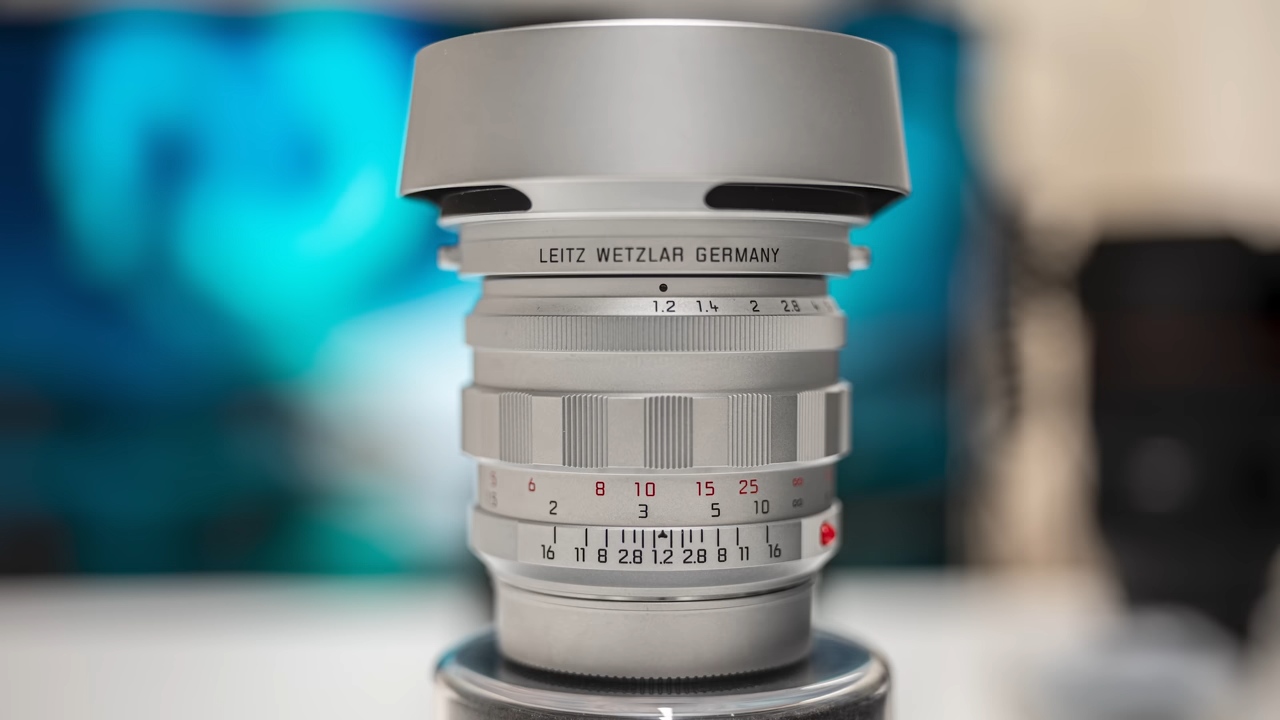 LEITZ WETZLAR GERMANY
1.2 1.4 2 2.8
6 8 10 15 25 ∞
2 3 5 10 ∞
16 11 8 2.8 1.2 2.8 8 11 16